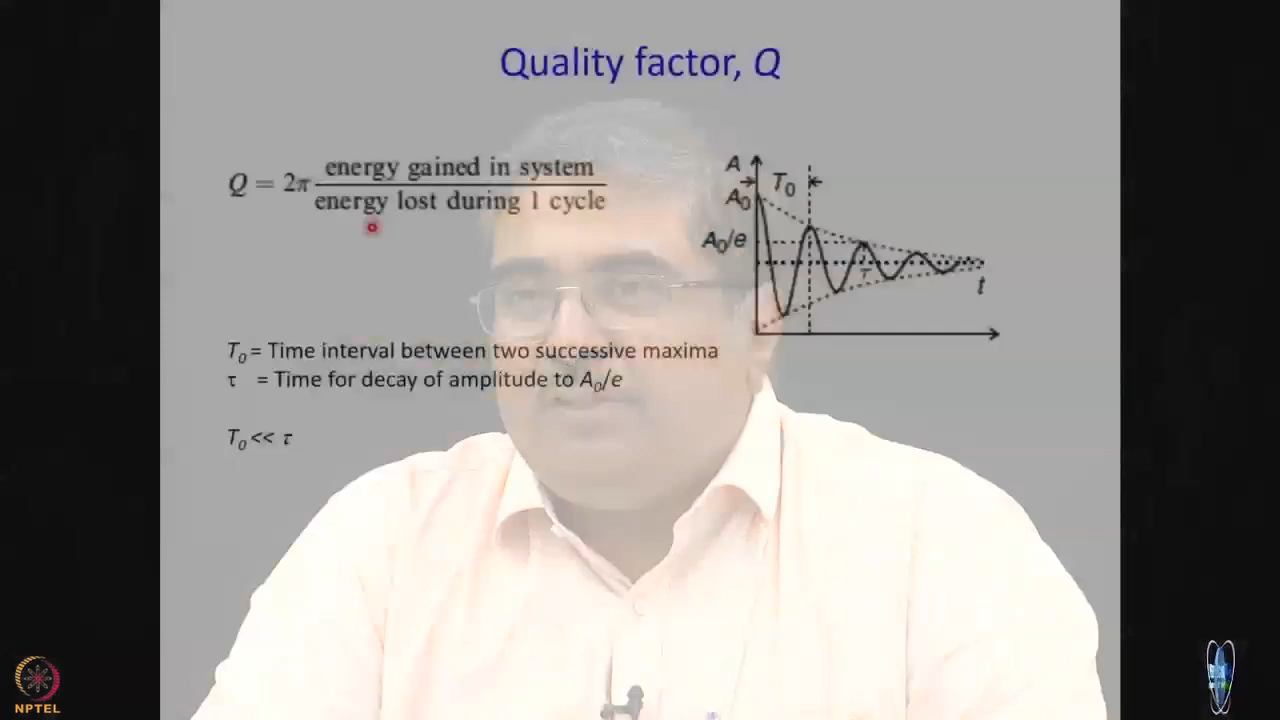 Quality factor, Q
Q = 2π energy gained in system
energy lost during 1 cycle
A
T₀
A₀
A₀/e
τ
t
T₀ = Time interval between two successive maxima
τ = Time for decay of amplitude to A₀/e
T₀ << τ
NPTEL